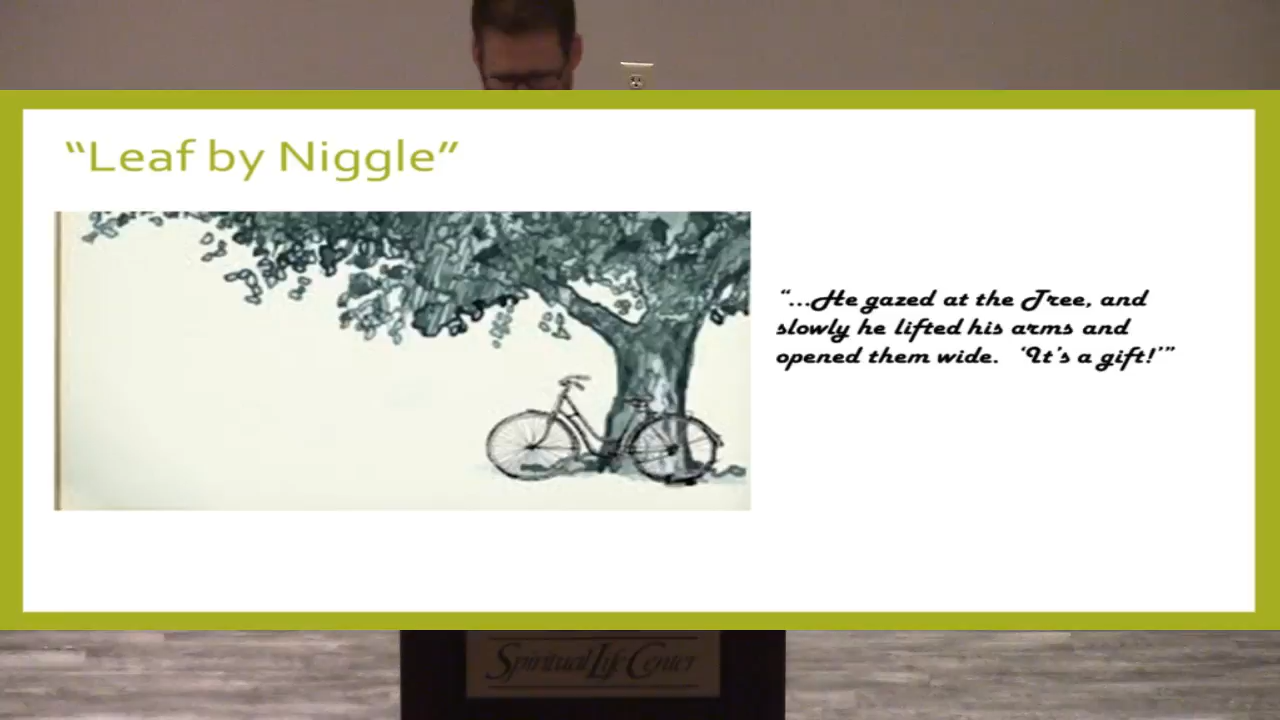 “Leaf by Niggle”
“...He gazed at the Tree, and
slowly he lifted his arms and
opened them wide. ‘It’s a gift!’”
Spiritual Life Center